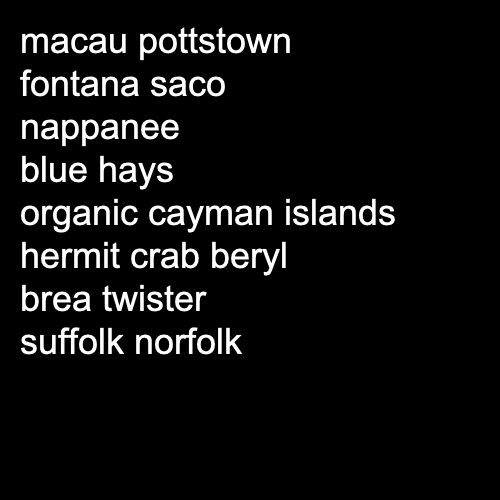 macau pottstown
fontana saco
nappanee
blue hays
organic cayman islands
hermit crab beryl
brea twister
suffolk norfolk